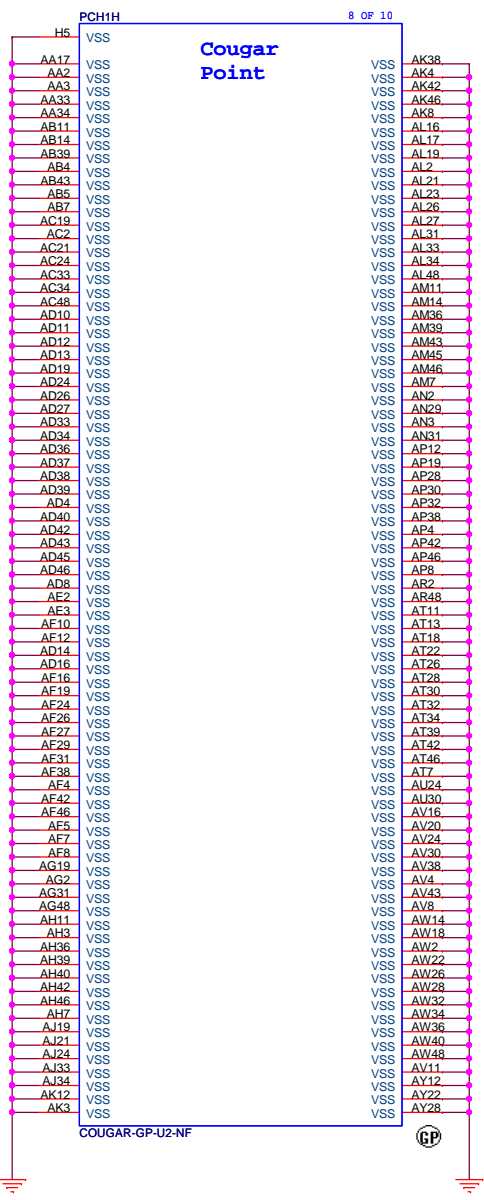 PCH1H 8 OF 10
H5 VSS
Cougar
Point
AA17 VSS VSS AK38
AA2 VSS VSS AK4
AA3 VSS VSS AK42
AA33 VSS VSS AK46
AA34 VSS VSS AK8
AB11 VSS VSS AL16
AB14 VSS VSS AL17
AB39 VSS VSS AL19
AB4 VSS VSS AL2
AB43 VSS VSS AL21
AB5 VSS VSS AL23
AB7 VSS VSS AL26
AC19 VSS VSS AL27
AC2 VSS VSS AL31
AC21 VSS VSS AL33
AC24 VSS VSS AL34
AC33 VSS VSS AL48
AC34 VSS VSS AM11
AC48 VSS VSS AM14
AD10 VSS VSS AM36
AD11 VSS VSS AM39
AD12 VSS VSS AM43
AD13 VSS VSS AM45
AD19 VSS VSS AM46
AD24 VSS VSS AM7
AD26 VSS VSS AN2
AD27 VSS VSS AN29
AD33 VSS VSS AN3
AD34 VSS VSS AN31
AD36 VSS VSS AP12
AD37 VSS VSS AP19
AD38 VSS VSS AP28
AD39 VSS VSS AP30
AD4 VSS VSS AP32
AD40 VSS VSS AP38
AD42 VSS VSS AP4
AD43 VSS VSS AP42
AD45 VSS VSS AP46
AD46 VSS VSS AP8
AD8 VSS VSS AR2
AE2 VSS VSS AR48
AE3 VSS VSS AT11
AF10 VSS VSS AT13
AF12 VSS VSS AT18
AD14 VSS VSS AT22
AD16 VSS VSS AT26
AF16 VSS VSS AT28
AF19 VSS VSS AT30
AF24 VSS VSS AT32
AF26 VSS VSS AT34
AF27 VSS VSS AT39
AF29 VSS VSS AT42
AF31 VSS VSS AT46
AF38 VSS VSS AT7
AF4 VSS VSS AU24
AF42 VSS VSS AU30
AF46 VSS VSS AV16
AF5 VSS VSS AV20
AF7 VSS VSS AV24
AF8 VSS VSS AV30
AG19 VSS VSS AV38
AG2 VSS VSS AV4
AG31 VSS VSS AV43
AG48 VSS VSS AV8
AH11 VSS VSS AW14
AH3 VSS VSS AW18
AH36 VSS VSS AW2
AH39 VSS VSS AW22
AH40 VSS VSS AW26
AH42 VSS VSS AW28
AH46 VSS VSS AW32
AH7 VSS VSS AW34
AJ19 VSS VSS AW36
AJ21 VSS VSS AW40
AJ24 VSS VSS AW48
AJ33 VSS VSS AV11
AJ34 VSS VSS AY12
AK12 VSS VSS AY22
AK3 VSS VSS AY28
COUGAR-GP-U2-NF GP